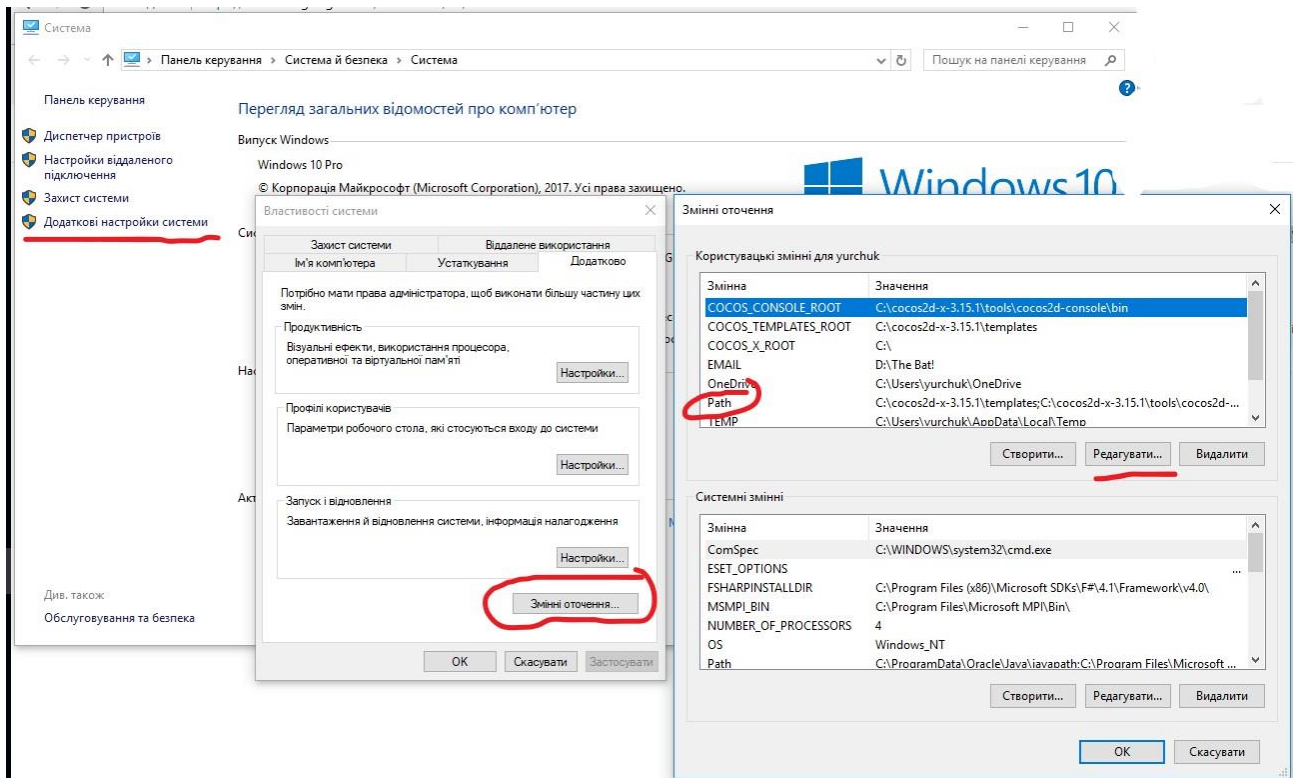 Система
Панель керування > Система й безпека > Система
Пошук на панелі керування
Панель керування
Диспетчер пристроїв
Настройки віддаленого
підключення
Захист системи
Додаткові настройки системи
Див. також
Обслуговування та безпека
Перегляд загальних відомостей про комп'ютер
Випуск Windows
Windows 10 Pro
© Корпорація Майкрософт (Microsoft Corporation), 2017. Усі права захищено.
Windows 10
Властивості системи
Захист системи
Віддалене використання
Ім'я комп'ютера
Устаткування
Додатково
Потрібно мати права адміністратора, щоб виконати більшу частину цих
змін.
Продуктивність
Візуальні ефекти, використання процесора,
оперативної та віртуальної пам'яті
Настройки...
Профілі користувачів
Параметри робочого стола, які стосуються входу до системи
Настройки...
Запуск і відновлення
Завантаження й відновлення системи, інформація налагодження
Настройки...
Змінні оточення...
OK
Скасувати
Застосувати
Змінні оточення
Користувацькі змінні для yurchuk
Змінна Значення
COCOS_CONSOLE_ROOT C:\cocos2d-x-3.15.1\tools\cocos2d-console\bin
COCOS_TEMPLATES_ROOT C:\cocos2d-x-3.15.1\templates
COCOS_X_ROOT C:\
EMAIL D:\The Bat!
OneDrive C:\Users\yurchuk\OneDrive
Path C:\cocos2d-x-3.15.1\templates;C:\cocos2d-x-3.15.1\tools\cocos2d-...
TEMP C:\Users\yurchuk\AppData\Local\Temp
Створити...
Редагувати...
Видалити
Системні змінні
Змінна Значення
ComSpec C:\WINDOWS\system32\cmd.exe
ESET_OPTIONS ...
FSHARPINSTALLDIR C:\Program Files (x86)\Microsoft SDKs\F#\4.1\Framework\v4.0\
MSMPI_BIN C:\Program Files\Microsoft MPI\Bin\
NUMBER_OF_PROCESSORS 4
OS Windows_NT
Path C:\ProgramData\Oracle\Java\javapath;C:\Program Files\Microsoft ...
Створити...
Редагувати...
Видалити
OK
Скасувати